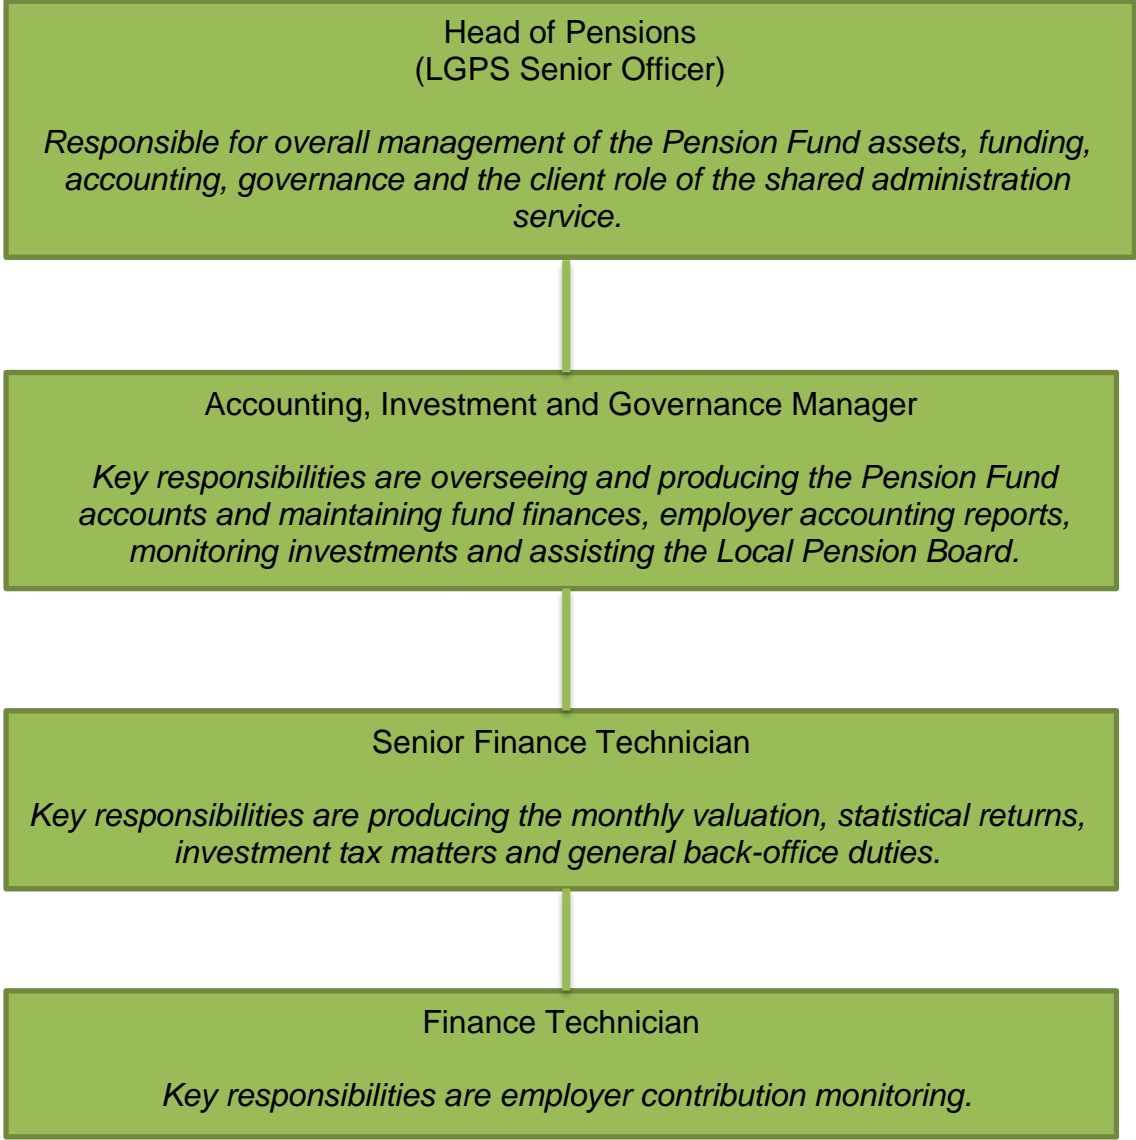 Head of Pensions
(LGPS Senior Officer)
Responsible for overall management of the Pension Fund assets, funding,
accounting, governance and the client role of the shared administration
service.
Accounting, Investment and Governance Manager
Key responsibilities are overseeing and producing the Pension Fund
accounts and maintaining fund finances, employer accounting reports,
monitoring investments and assisting the Local Pension Board.
Senior Finance Technician
Key responsibilities are producing the monthly valuation, statistical returns,
investment tax matters and general back-office duties.
Finance Technician
Key responsibilities are employer contribution monitoring.